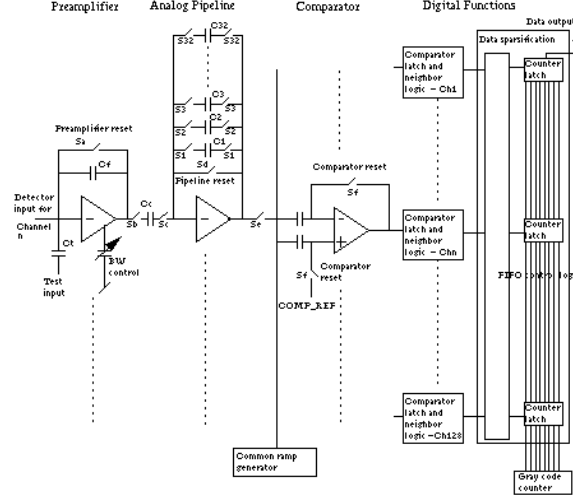 Preamplifier
Analog Pipeline
Comparator
Digital Functions
Data output
Data sparsification
C32
S32
S32
Comparator
latch and
neighbor
logic - Ch1
Counter
latch
C3
S3
S3
C2
S2
S2
C1
S1
S1
Preamplifier reset
Sa
Cf
Sd
Pipeline reset
Comparator reset
Sf
Detector
input for
Channel
n
Cc
Sb
Sc
Se
Ct
BW
control
Test
input
Comparator
latch and
neighbor
logic - Chn
Counter
latch
Sf
Comparator
reset
COMP_REF
FIFO control log
Comparator
latch and
neighbor
logic -Ch128
Counter
latch
Common ramp
generator
Gray code
counter